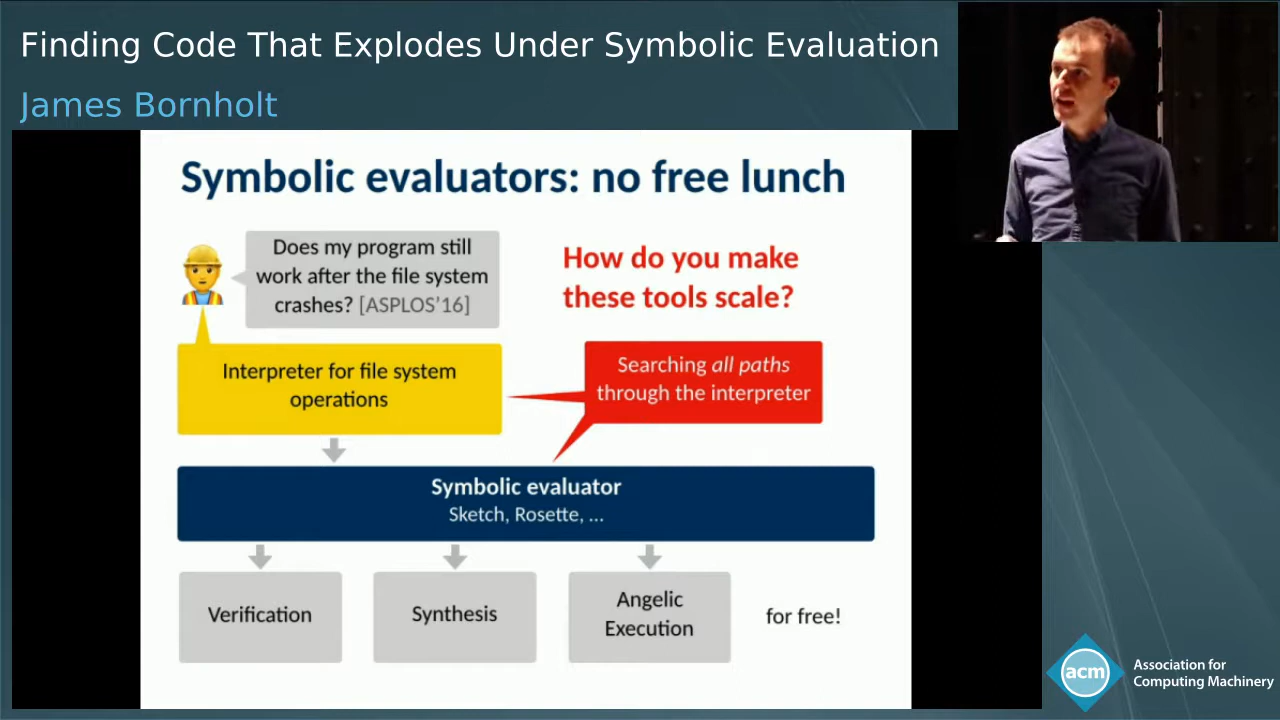 Finding Code That Explodes Under Symbolic Evaluation
James Bornholt
Symbolic evaluators: no free lunch
Does my program still
work after the file system
crashes? [ASPLOS’16]
How do you make
these tools scale?
Interpreter for file system
operations
Searching all paths
through the interpreter
Symbolic evaluator
Sketch, Rosette, ...
Verification
Synthesis
Angelic
Execution
for free!
acm
Association for
Computing Machinery